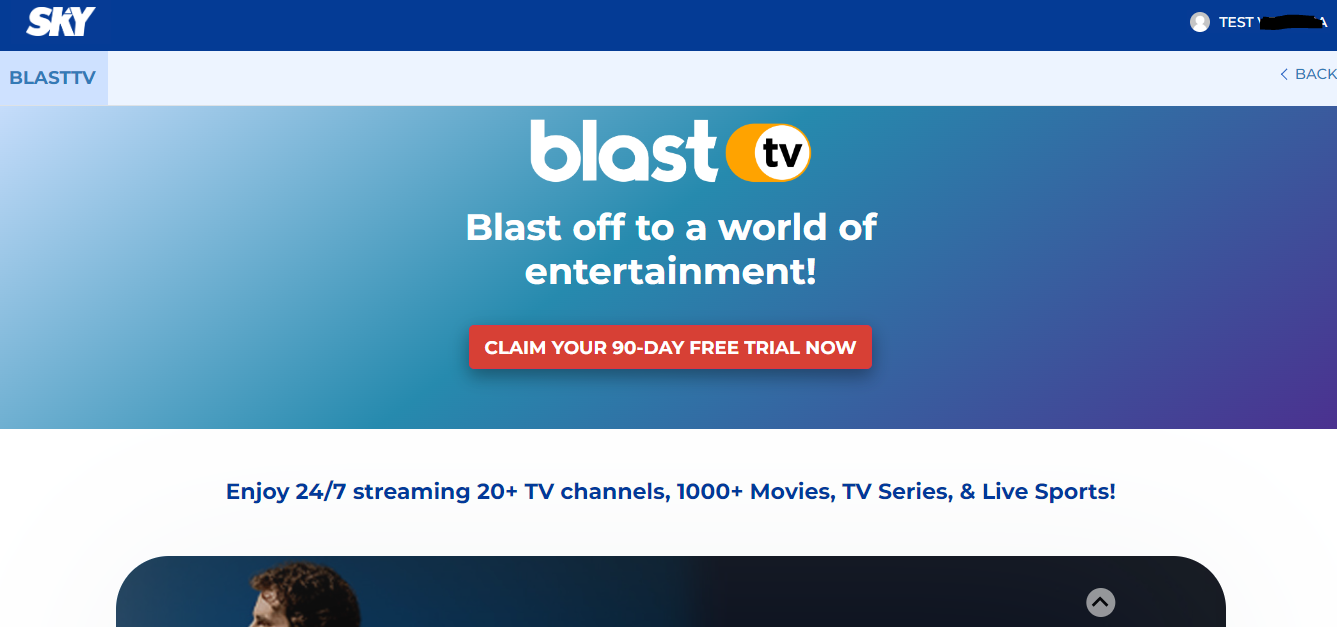 SKY
TEST
BLASTTV
BACK
blast tv
Blast off to a world of
entertainment!
CLAIM YOUR 90-DAY FREE TRIAL NOW
Enjoy 24/7 streaming 20+ TV channels, 1000+ Movies, TV Series, & Live Sports!